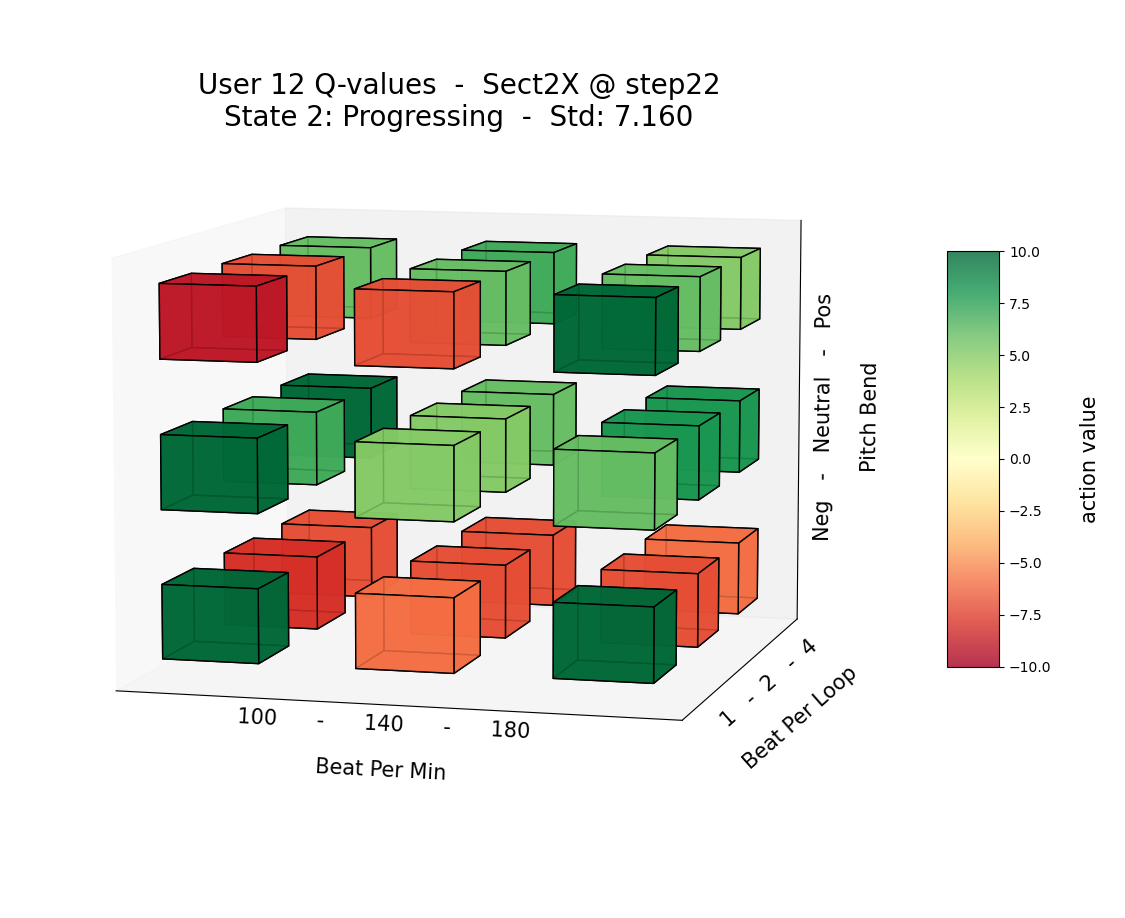 User 12 Q-values  -  Sect2X @ step22
State 2: Progressing  -  Std: 7.160
Neg   -   Neutral   -   Pos
Pitch Bend
1  -  2  -  4
Beat Per Loop
100      -      140      -      180
Beat Per Min
10.0
7.5
5.0
2.5
0.0
−2.5
−5.0
−7.5
−10.0
action value